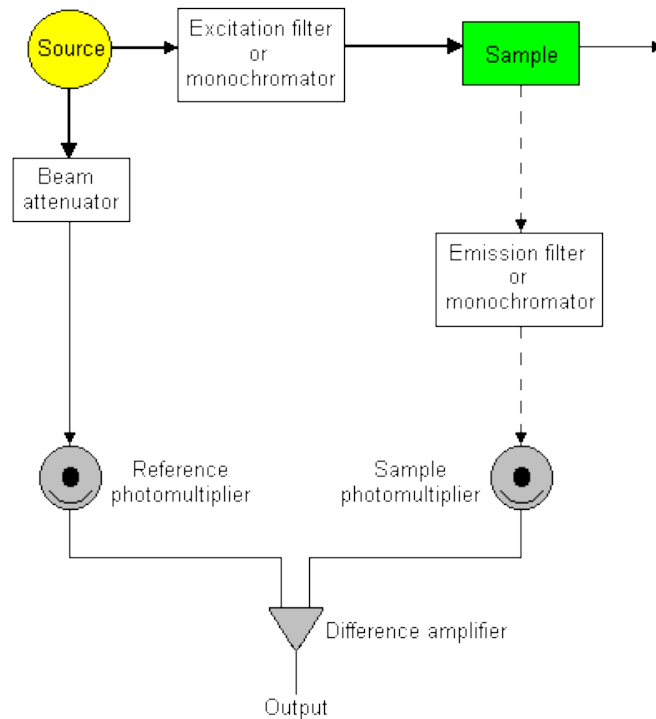 Source
Excitation filter
or
monochromator
Sample
Beam
attenuator
Emission filter
or
monochromator
Reference
photomultiplier
Sample
photomultiplier
Difference amplifier
Output